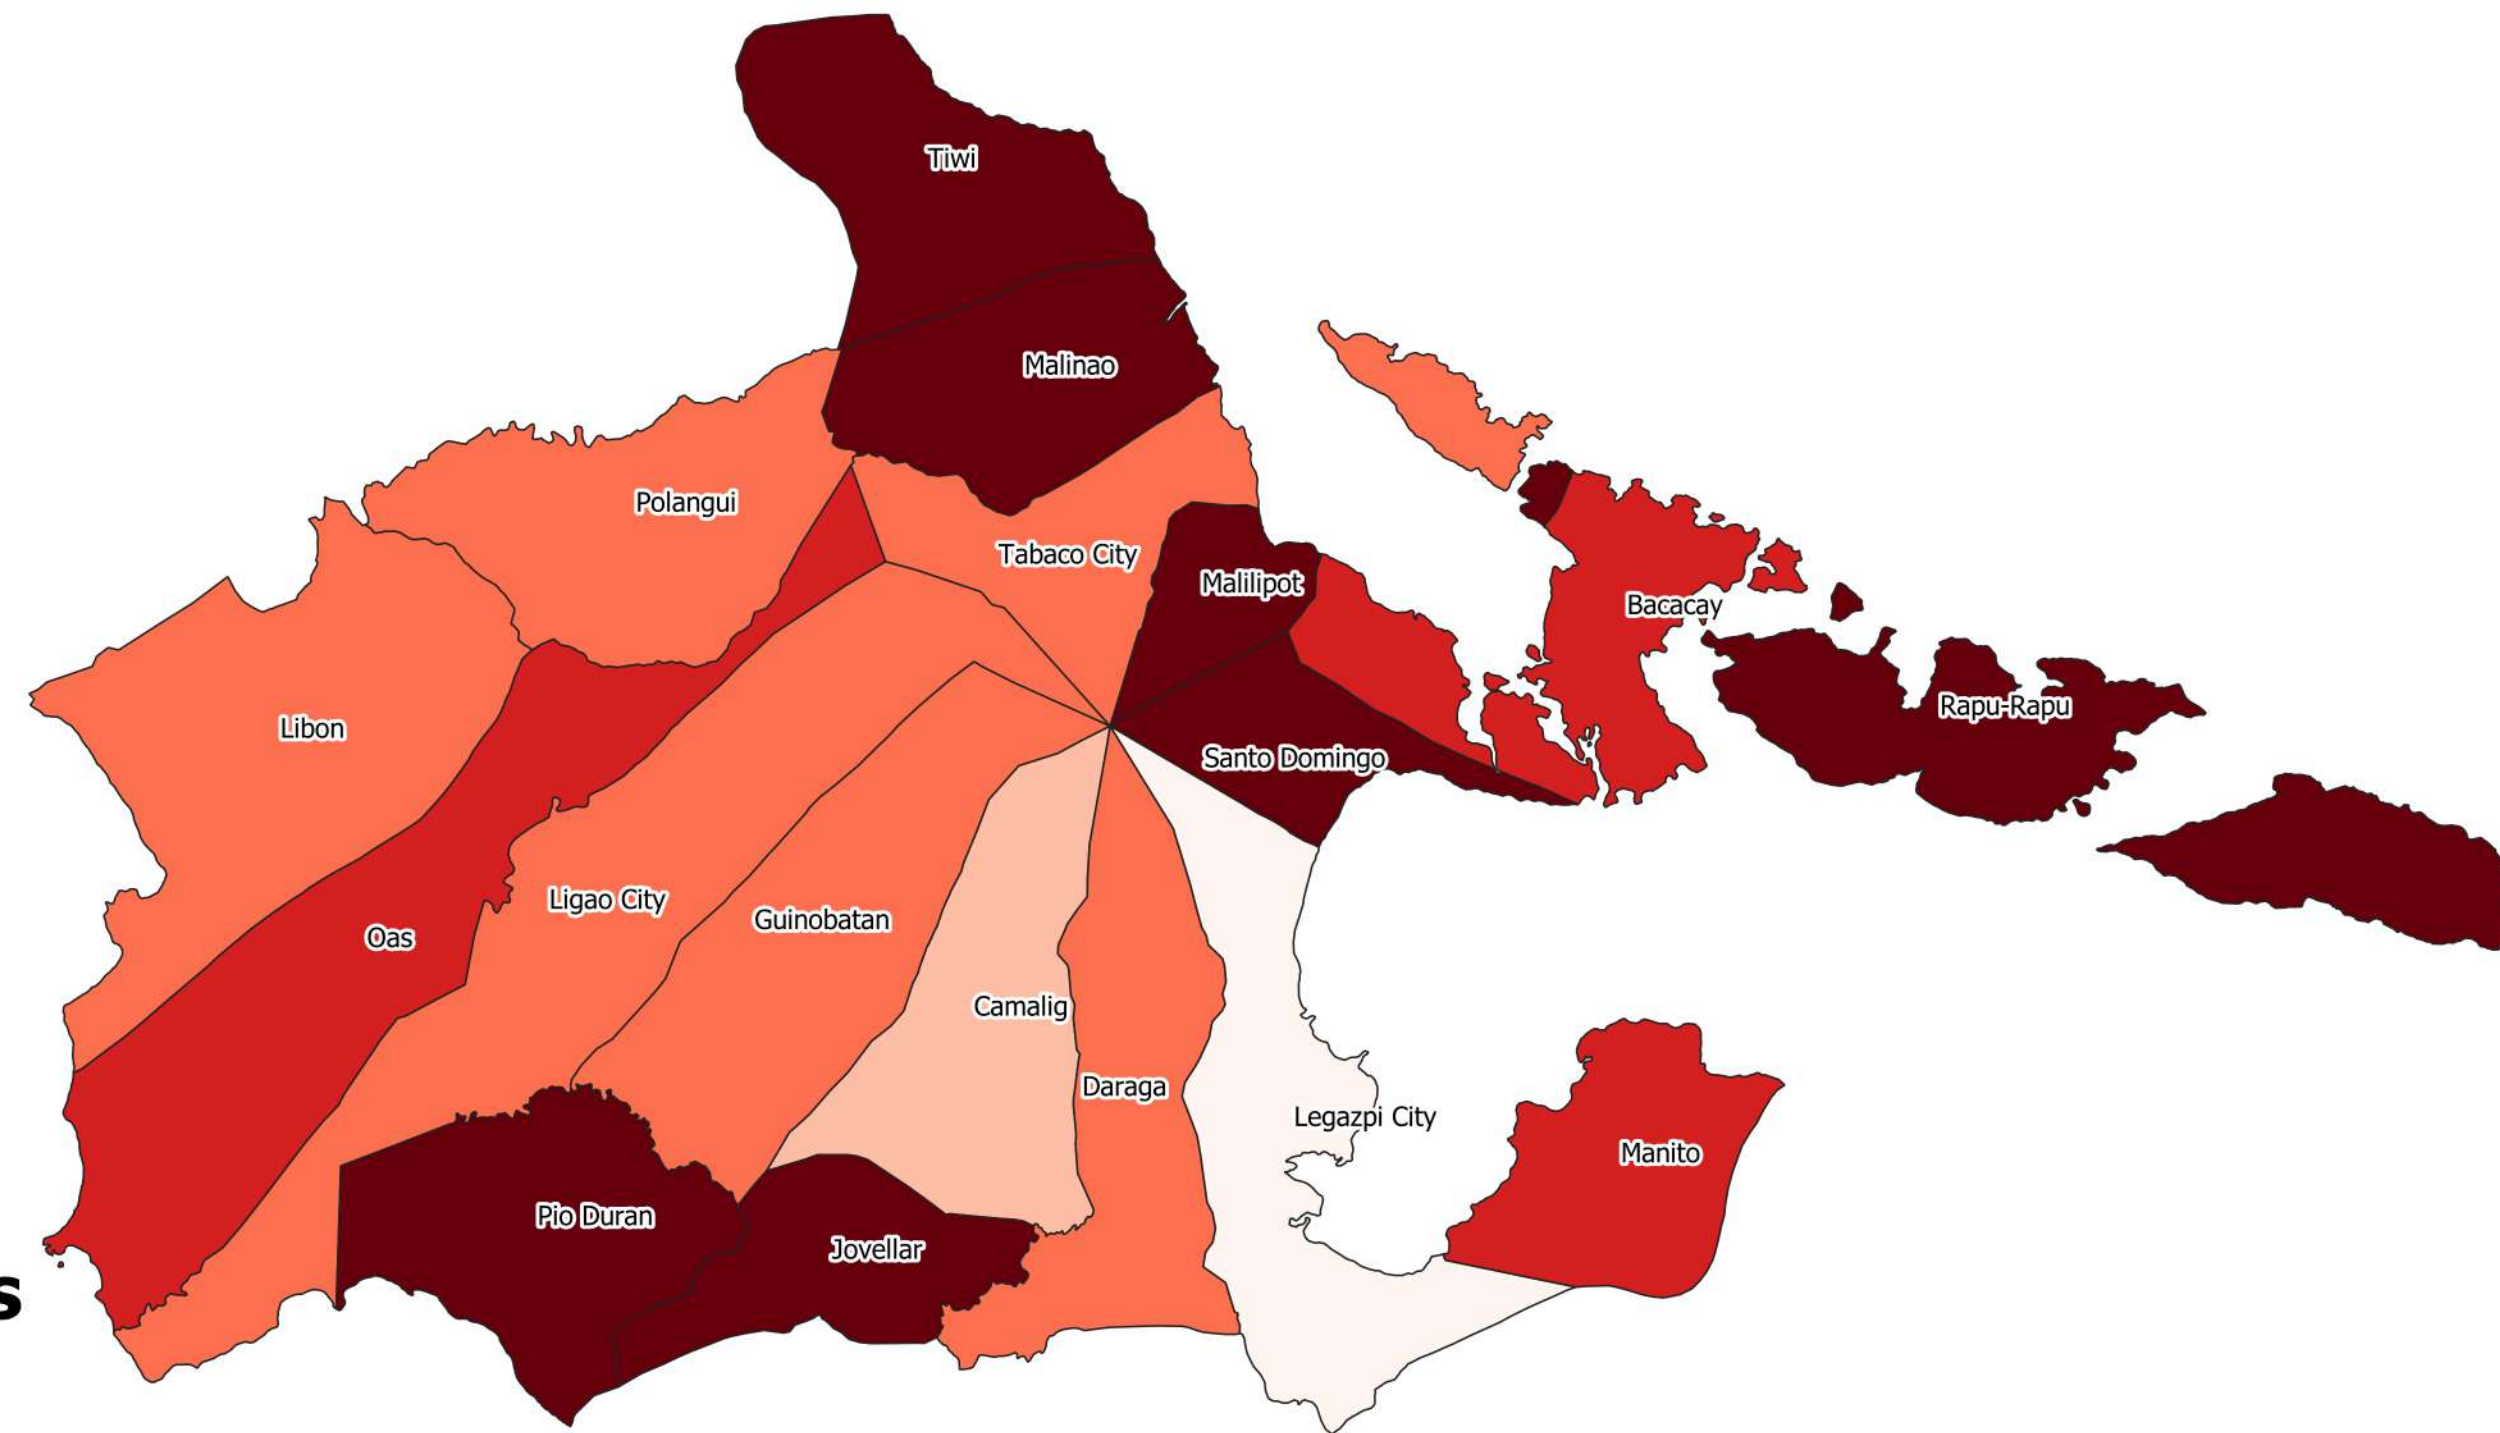 Tiwi
Malinao
Polangui
Tabaco City
Malilipot
Bacacay
Rapu-Rapu
Libon
Santo Domingo
Ligao City
Guinobatan
Oas
Camalig
Daraga
Legazpi City
Manito
Pio Duran
Jovellar
s